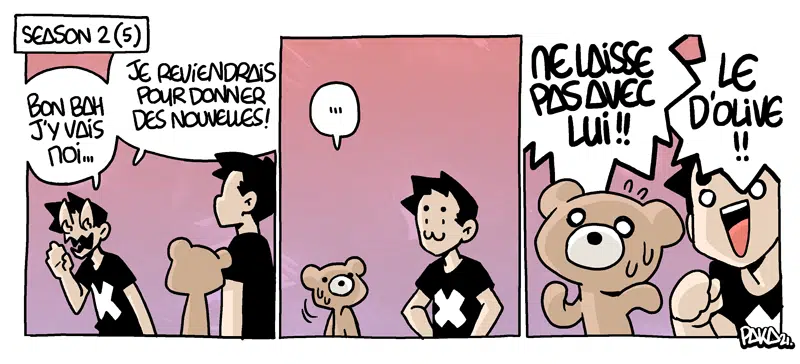 SEASON 2 (5)
BON BAH
J'Y VAIS
MOI...
JE REVIENDRAIS
POUR DONNER
DES NOUVELLES !
...
NE LAISSE
PAS AVEC
LUI !!
LE
D'OLIVE
!!
PAKA